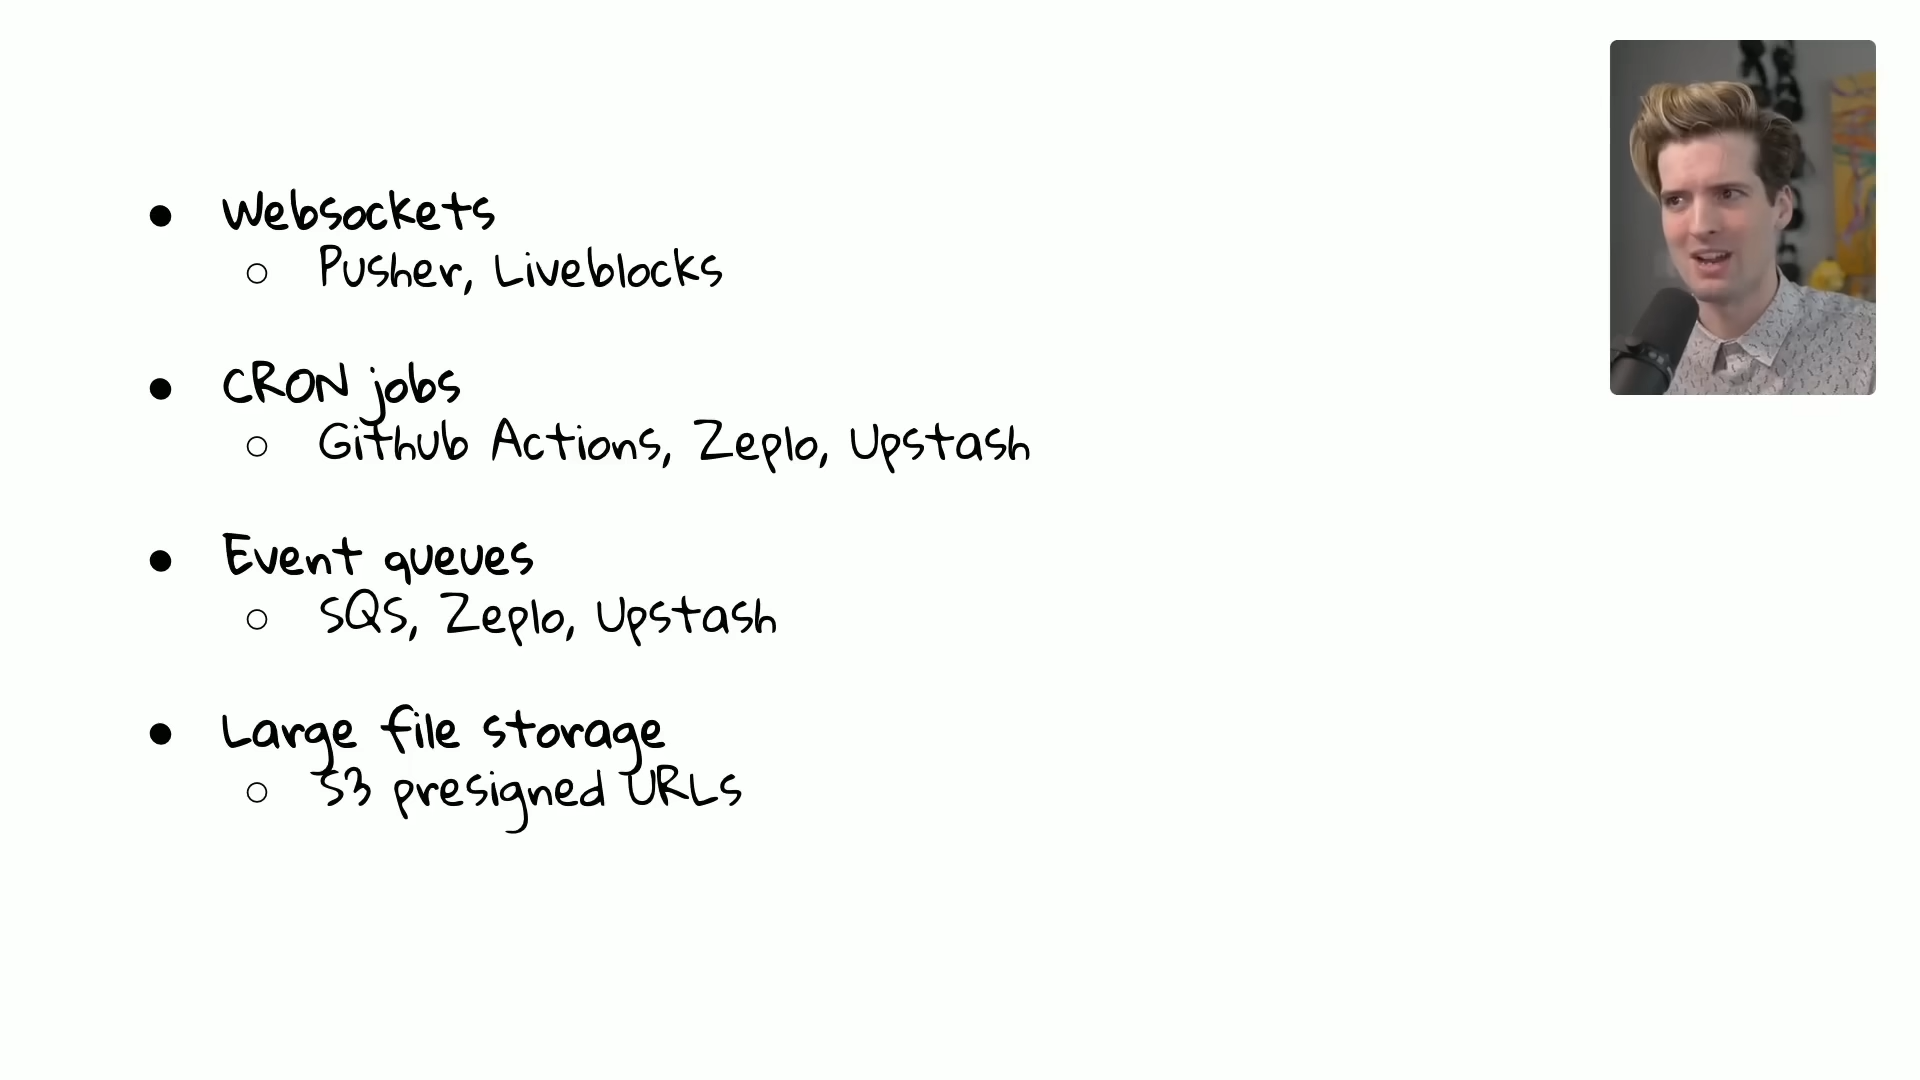 ● Websockets
○ Pusher, Liveblocks
● CRON jobs
○ Github Actions, Zeplo, Upstash
● Event queues
○ SQS, Zeplo, Upstash
● Large file storage
○ S3 presigned URLs